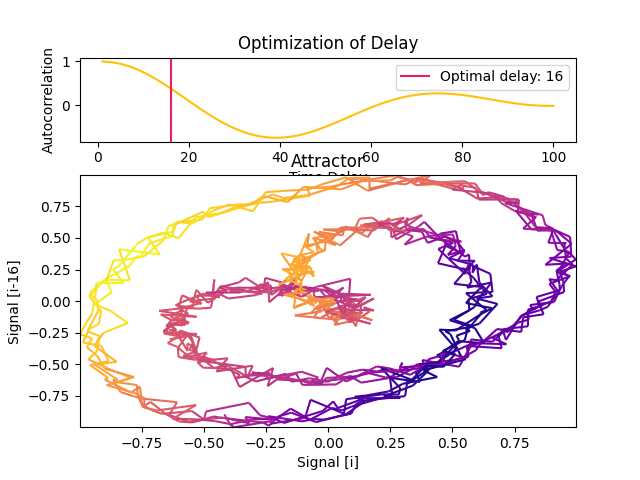 Optimization of Delay
Autocorrelation
1
0
Optimal delay: 16
0 20 40 60 80 100
Attractor
Signal [i-16]
0.75
0.50
0.25
0.00
−0.25
−0.50
−0.75
−0.75 −0.50 −0.25 0.00 0.25 0.50 0.75
Signal [i]